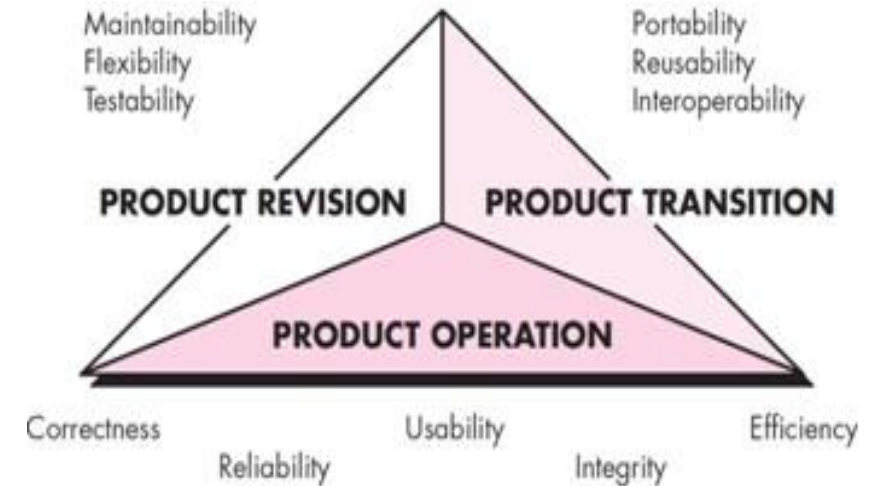 Maintainability
Flexibility
Testability
Portability
Reusability
Interoperability
PRODUCT REVISION
PRODUCT TRANSITION
PRODUCT OPERATION
Correctness
Usability
Efficiency
Reliability
Integrity